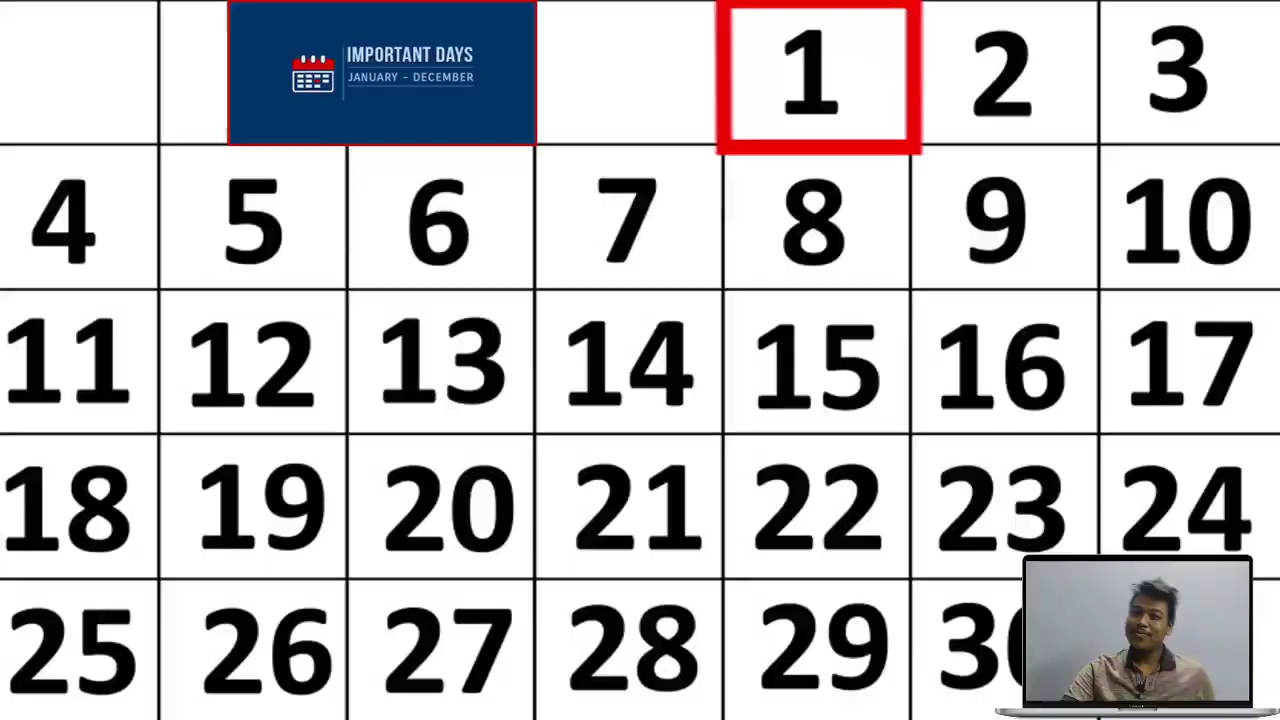 IMPORTANT DAYS
JANUARY – DECEMBER
1 2 3
4 5 6 7 8 9 10
11 12 13 14 15 16 17
18 19 20 21 22 23 24
25 26 27 28 29